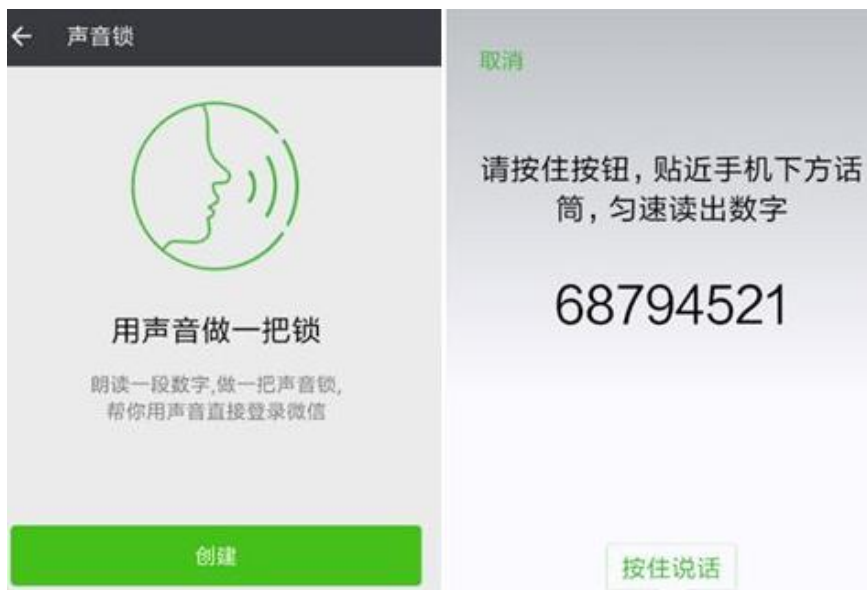 声音锁
用声音做一把锁
朗读一段数字,做一把声音锁,
帮你用声音直接登录微信
创建
取消
请按住按钮，贴近手机下方话
筒，匀速读出数字
68794521
按住说话